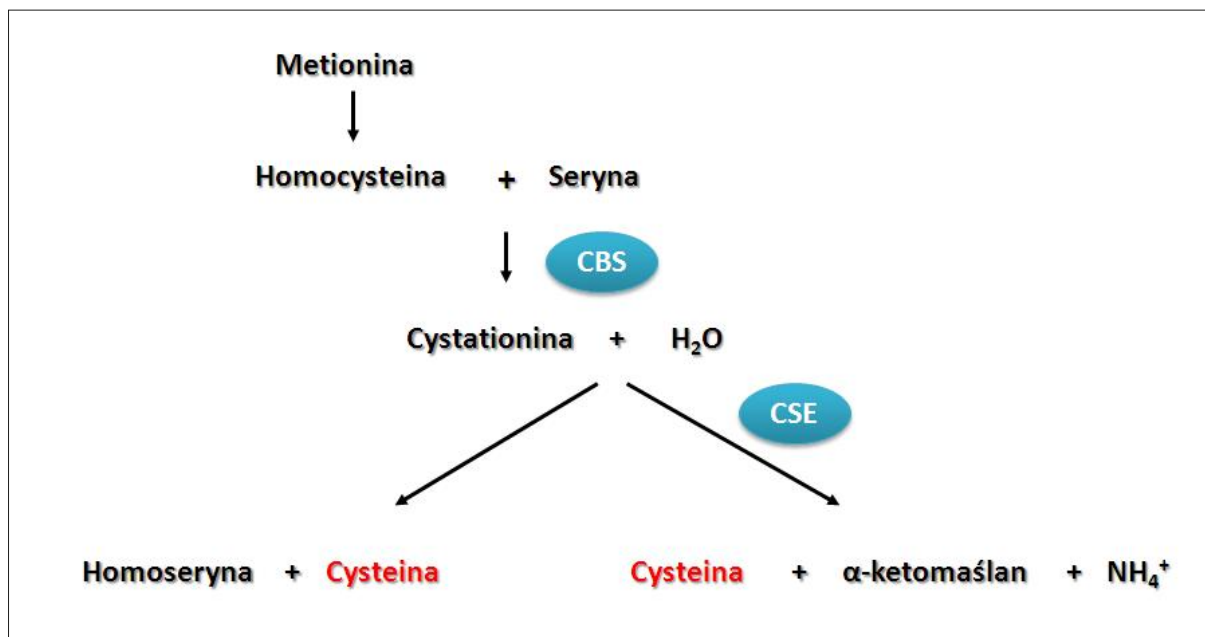 Metionina
Homocysteina + Seryna
CBS
Cystationina + H₂O
CSE
Homoseryna + Cysteina Cysteina + α-ketomaślan + NH₄⁺